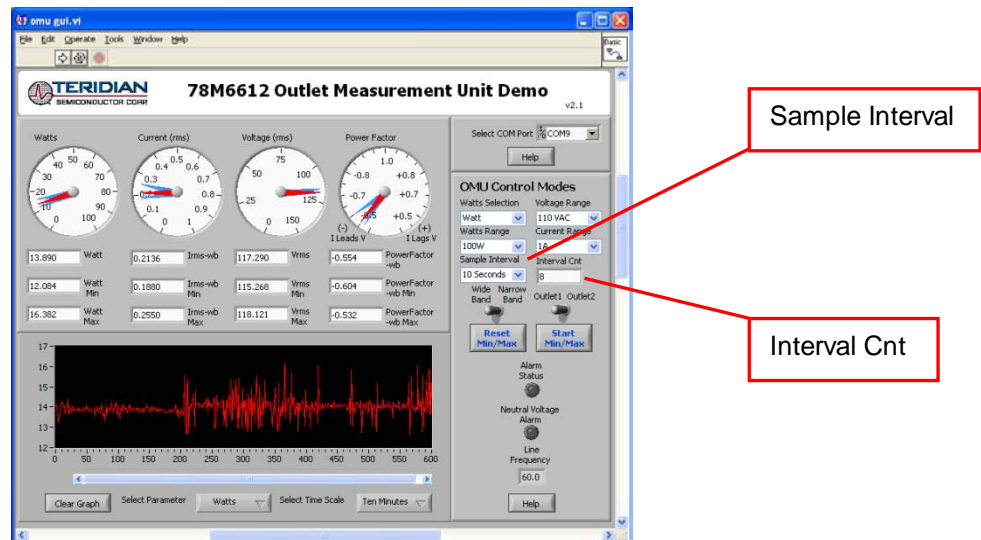 omu gui.vi
File Edit Operate Tools Window Help
Basic
TERIDIAN
SEMICONDUCTOR CORP.
78M6612 Outlet Measurement Unit Demo
v2.1
Watts
0 10 20 30 40 50 60 70 80 90 100
Current (rms)
0 0.1 0.2 0.3 0.4 0.5 0.6 0.7 0.8 0.9 1
Voltage (rms)
0 25 50 75 100 125 150
Power Factor
-0.5 -0.7 -0.8 1.0 +0.8 +0.7 +0.5
(-) (+)
I Leads V I Lags V
13.890 Watt
0.2136 Irms-wb
117.290 Vrms
-0.554 PowerFactor
-wb
12.084 Watt
Min
0.1880 Irms-wb
Min
115.268 Vrms
Min
-0.604 PowerFactor
-wb Min
16.382 Watt
Max
0.2550 Irms-wb
Max
118.121 Vrms
Max
-0.532 PowerFactor
-wb Max
17
16
15
14
13
12
0 50 100 150 200 250 300 350 400 450 500 550 600
Clear Graph Select Parameter Watts Select Time Scale Ten Minutes
Select COM Port COM9
Help
OMU Control Modes
Watts Selection Voltage Range
Watt 110 VAC
Watts Range Current Range
100W 1A
Sample Interval Interval Cnt
10 Seconds 8
Wide Narrow
Band Band
Outlet1 Outlet2
Reset
Min/Max
Start
Min/Max
Alarm
Status
Neutral Voltage
Alarm
Line
Frequency
60.0
Help
Sample Interval
Interval Cnt